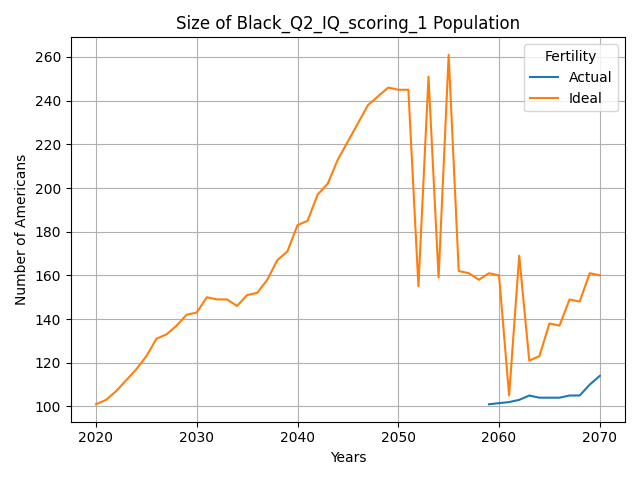 Size of Black_Q2_IQ_scoring_1 Population
Fertility
Actual
Ideal
Number of Americans
260
240
220
200
180
160
140
120
100
2020 2030 2040 2050 2060 2070
Years